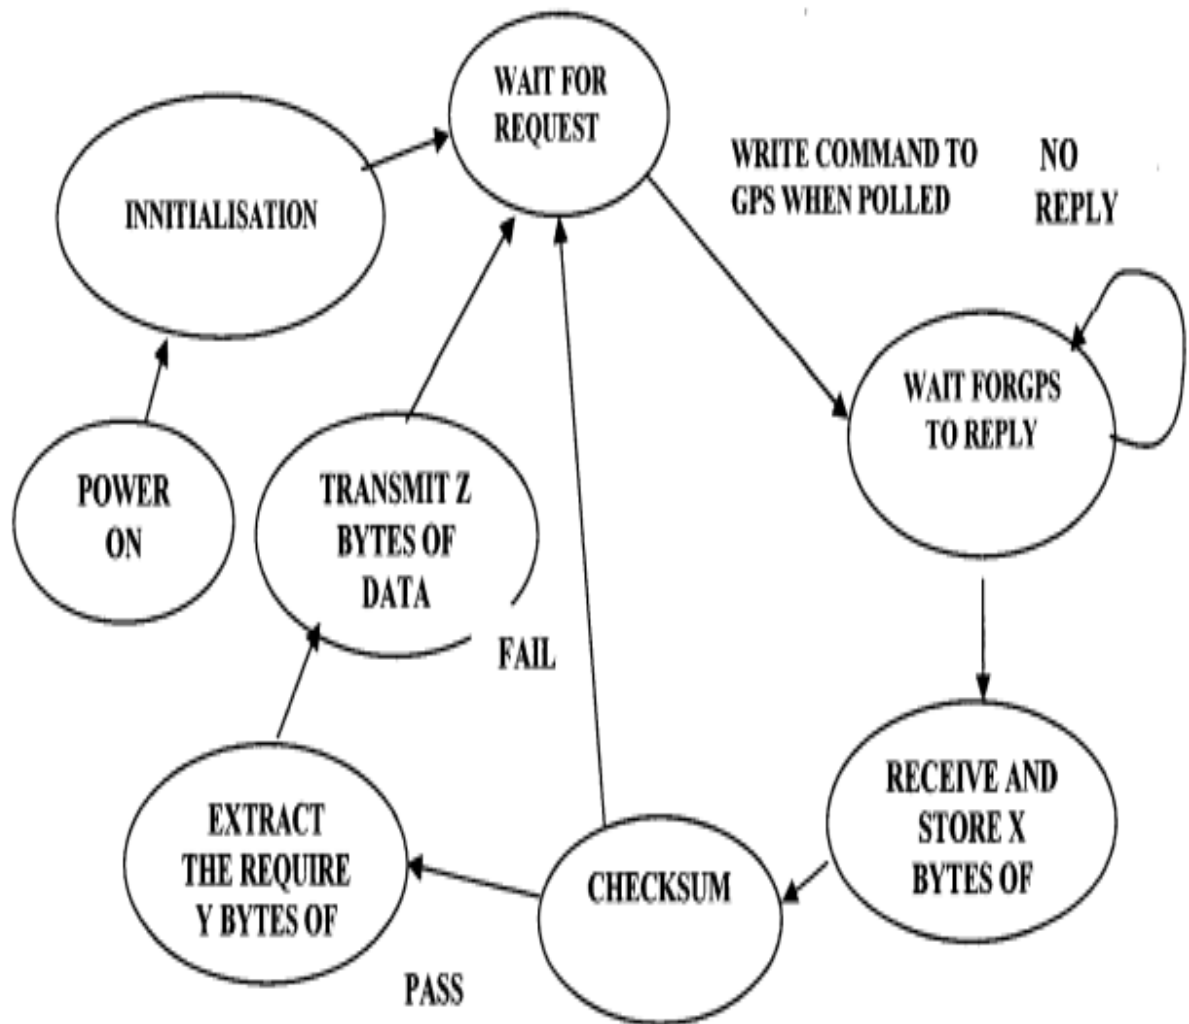 WAIT FOR
REQUEST
WRITE COMMAND TO
GPS WHEN POLLED
NO
REPLY
INNITIALISATION
WAIT FORGPS
TO REPLY
POWER
ON
TRANSMIT Z
BYTES OF
DATA
FAIL
RECEIVE AND
STORE X
BYTES OF
EXTRACT
THE REQUIRE
Y BYTES OF
CHECKSUM
PASS